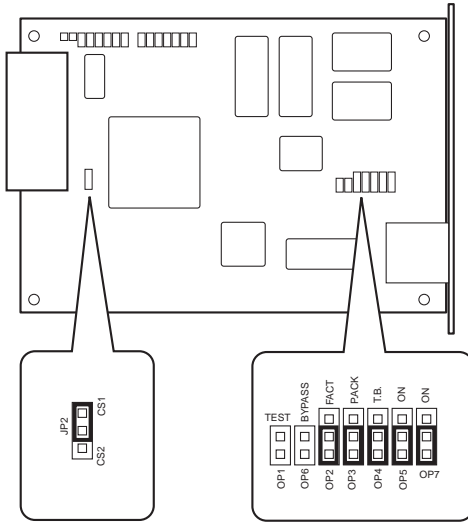 JP2
CS1
CS2
TEST
BYPASS
FACT
PACK
T.B.
ON
ON
OP1
OP6
OP2
OP3
OP4
OP5
OP7